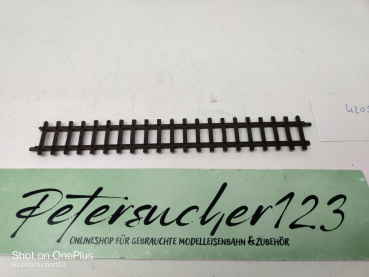 Petersucher123
ONLINESHOP FÜR GEBRAUCHTE MODELLEISENBAHN & ZUBEHÖR
Shot on OnePlus
By petersucher123